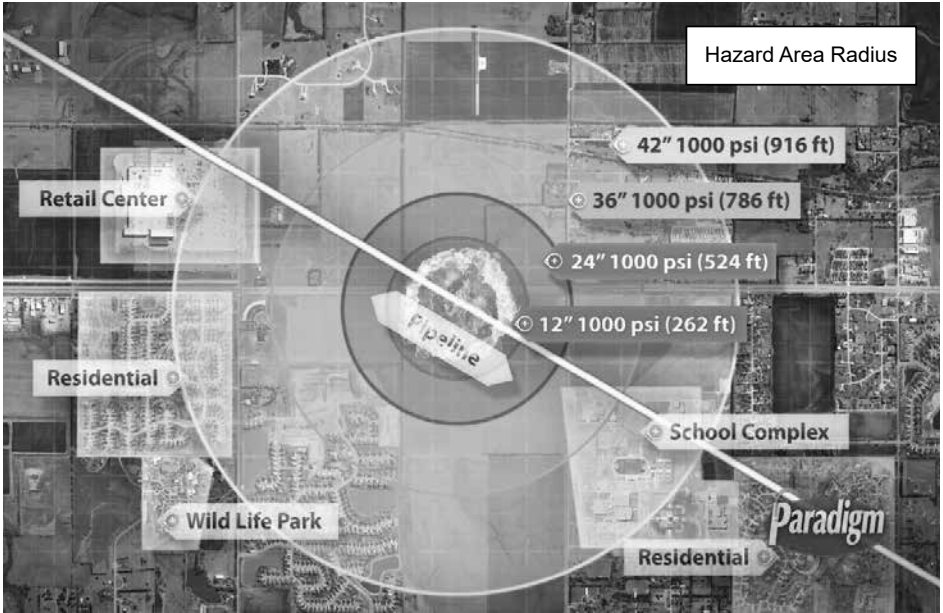 Hazard Area Radius
42” 1000 psi (916 ft)
Retail Center
36” 1000 psi (786 ft)
24” 1000 psi (524 ft)
12” 1000 psi (262 ft)
Pipeline
Residential
School Complex
Wild Life Park
Paradigm
Residential